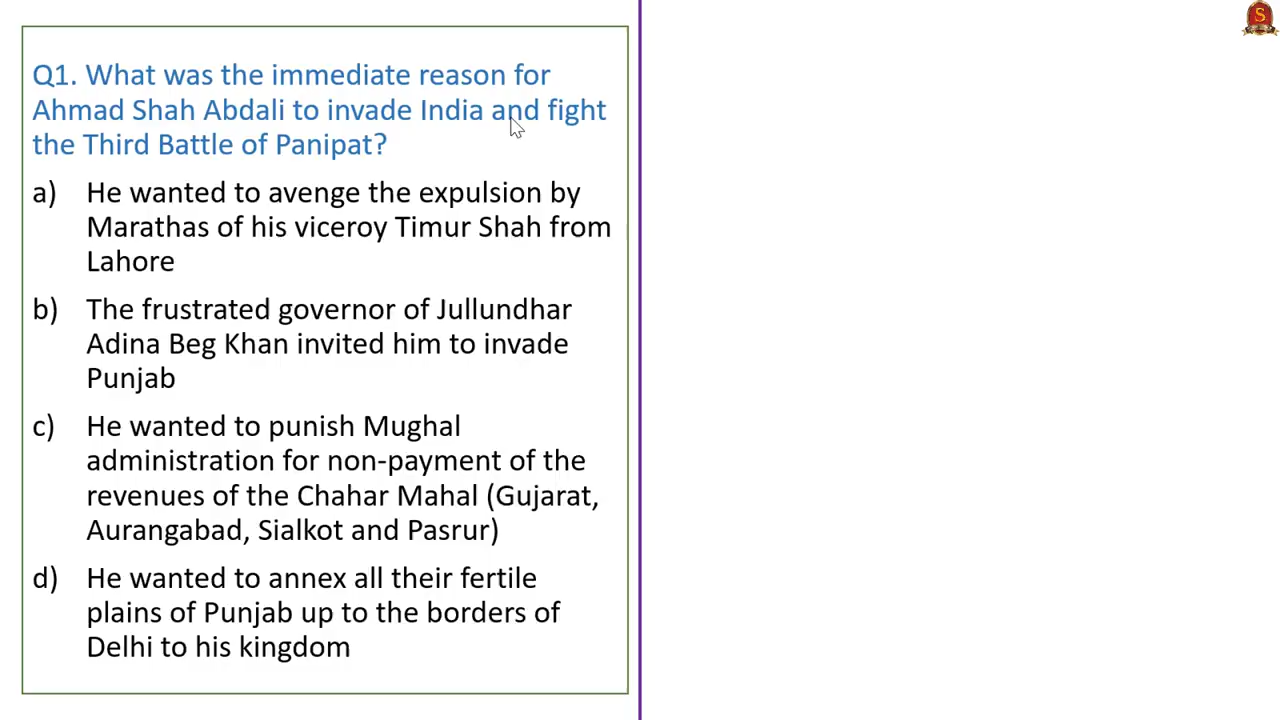 Q1. What was the immediate reason for
Ahmad Shah Abdali to invade India and fight
the Third Battle of Panipat?
a) He wanted to avenge the expulsion by
Marathas of his viceroy Timur Shah from
Lahore
b) The frustrated governor of Jullundhar
Adina Beg Khan invited him to invade
Punjab
c) He wanted to punish Mughal
administration for non-payment of the
revenues of the Chahar Mahal (Gujarat,
Aurangabad, Sialkot and Pasrur)
d) He wanted to annex all their fertile
plains of Punjab up to the borders of
Delhi to his kingdom
S